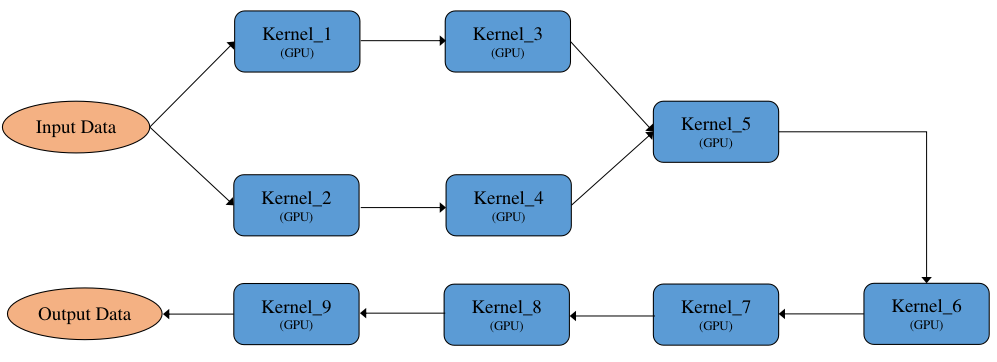 Kernel_1
(GPU)
Kernel_3
(GPU)
Input Data
Kernel_5
(GPU)
Kernel_2
(GPU)
Kernel_4
(GPU)
Output Data
Kernel_9
(GPU)
Kernel_8
(GPU)
Kernel_7
(GPU)
Kernel_6
(GPU)